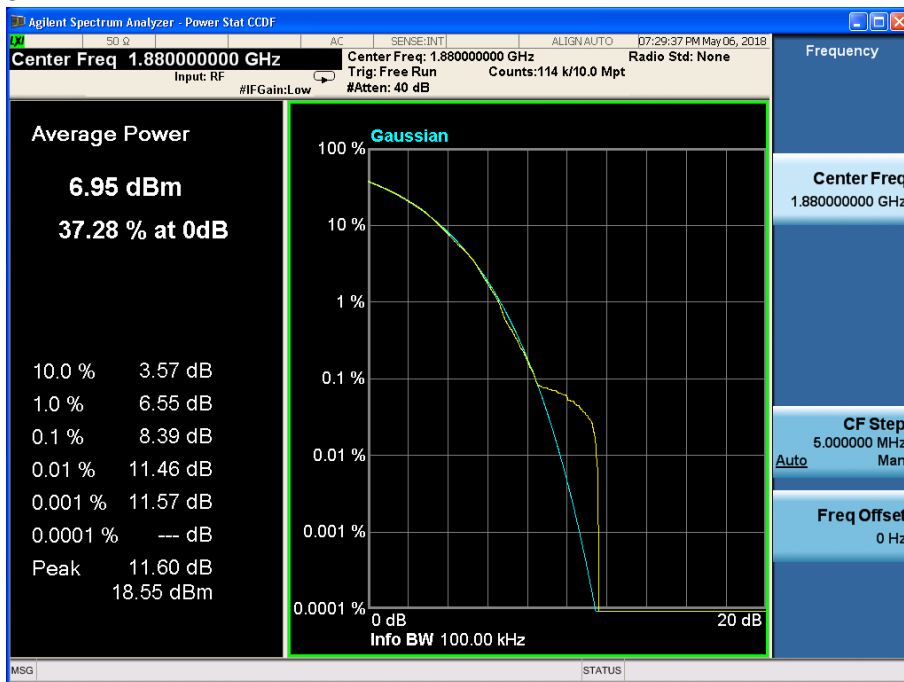 Agilent Spectrum Analyzer - Power Stat CCDF
LXI 50 Ω AC SENSE:INT ALIGN AUTO 07:29:37 PM May 06, 2018
Center Freq 1.880000000 GHz
Input: RF
#IFGain:Low
Center Freq: 1.880000000 GHz
Trig: Free Run
#Atten: 40 dB
Counts:114 k/10.0 Mpt
Radio Std: None
Average Power
6.95 dBm
37.28 % at 0dB
10.0 % 3.57 dB
1.0 % 6.55 dB
0.1 % 8.39 dB
0.01 % 11.46 dB
0.001 % 11.57 dB
0.0001 % --- dB
Peak 11.60 dB
18.55 dBm
Gaussian
100 %
10 %
1 %
0.1 %
0.01 %
0.001 %
0.0001 %
0 dB 20 dB
Info BW 100.00 kHz
Frequency
Center Freq
1.880000000 GHz
CF Step
5.000000 MHz
Auto Man
Freq Offset
0 Hz
MSG STATUS